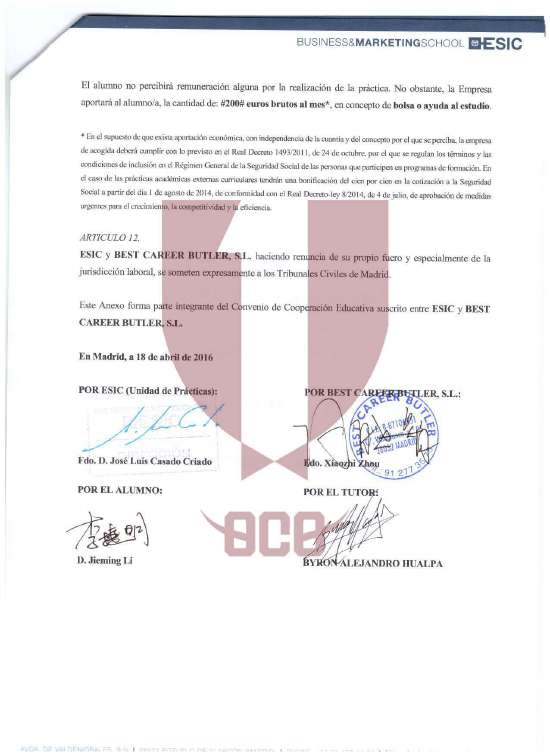 BUSINESS&MARKETINGSCHOOL ESIC
El alumno no percibirá remuneración alguna por la realización de la práctica. No obstante, la Empresa
aportará al alumno/a, la cantidad de: #200# euros brutos al mes*, en concepto de bolsa o ayuda al estudio.
* En el supuesto de que exista aportación económica, con independencia de la cuantía y del concepto por el que se perciba, la empresa
de acogida deberá cumplir con lo previsto en el Real Decreto 1493/2011, de 24 de octubre, por el que se regulan los términos y las
condiciones de inclusión en el Régimen General de la Seguridad Social de las personas que participen en programas de formación. En
el caso de las prácticas académicas externas curriculares tendrán una bonificación del cien por cien en la cotización a la Seguridad
Social a partir del día 1 de agosto de 2014, de conformidad con el Real Decreto-ley 8/2014, de 4 de julio, de aprobación de medidas
urgentes para el crecimiento, la competitividad y la eficiencia.
ARTICULO 12.
ESIC y BEST CAREER BUTLER, S.L. haciendo renuncia de su propio fuero y especialmente de la
jurisdicción laboral, se someten expresamente a los Tribunales Civiles de Madrid.
Este Anexo forma parte integrante del Convenio de Cooperación Educativa suscrito entre ESIC y BEST
CAREER BUTLER, S.L.
En Madrid, a 18 de abril de 2016
POR ESIC (Unidad de Prácticas):
POR BEST CAREER BUTLER, S.L.:
BEST CAREER BUTLER
MADRID
Fdo. D. José Luis Casado Criado
Fdo. Xiaozhi Zhou
POR EL ALUMNO:
POR EL TUTOR:
D. Jieming Li
BYRON ALEJANDRO HUALPA